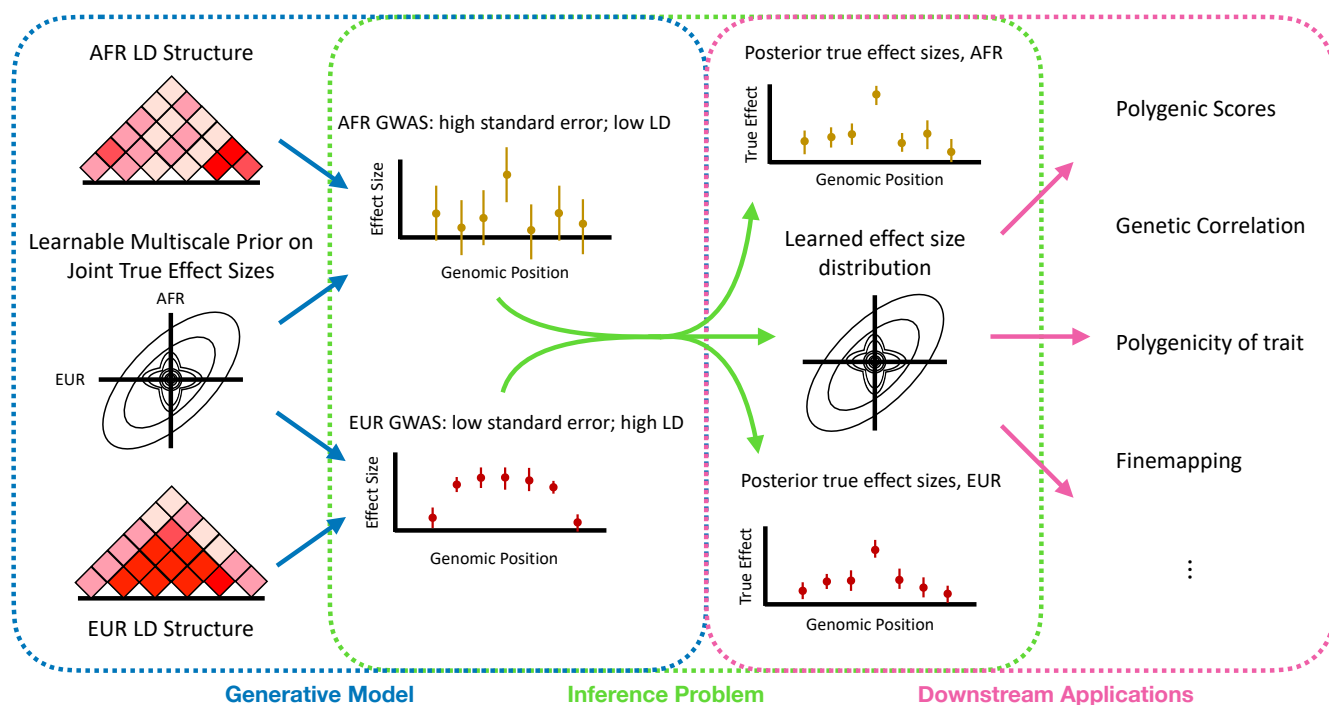 AFR LD Structure
Learnable Multiscale Prior on
Joint True Effect Sizes
AFR
EUR
EUR LD Structure
AFR GWAS: high standard error; low LD
Effect Size
Genomic Position
EUR GWAS: low standard error; high LD
Effect Size
Genomic Position
Posterior true effect sizes, AFR
True Effect
Genomic Position
Learned effect size
distribution
Posterior true effect sizes, EUR
True Effect
Genomic Position
Polygenic Scores
Genetic Correlation
Polygenicity of trait
Finemapping
⋮
Generative Model
Inference Problem
Downstream Applications